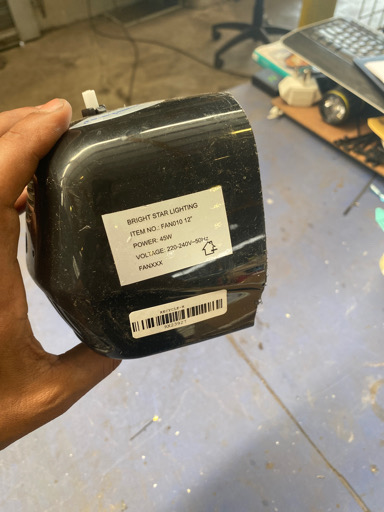 BRIGHT STAR LIGHTING
ITEM NO.: FAN010 12"
POWER: 45W
VOLTAGE: 220-240V~50Hz
FANXXX